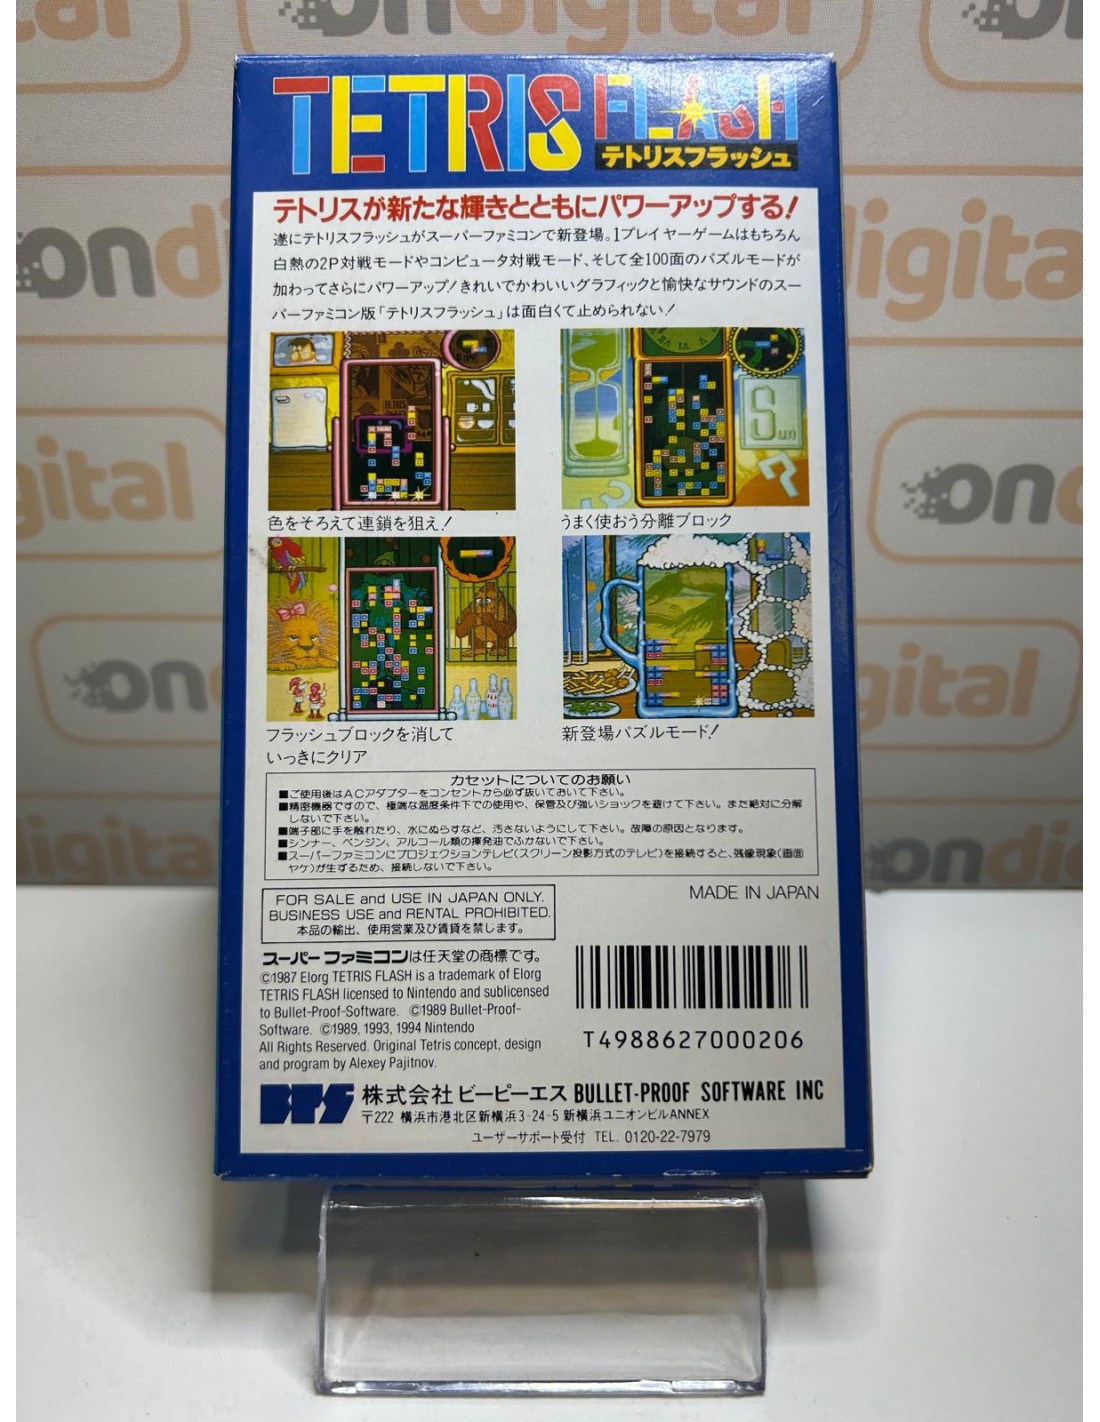 TETRIS FLASH
テトリスフラッシュ
テトリスが新たな輝きとともにパワーアップする!
遂にテトリスフラッシュがスーパーファミコンで新登場。1プレイヤーゲームはもちろん
白熱の2P対戦モードやコンピュータ対戦モード、そして全100面のパズルモードが
加わってさらにパワーアップ!きれいでかわいいグラフィックと愉快なサウンドのスー
パーファミコン版「テトリスフラッシュ」は面白くて止められない!
Sun
色をそろえて連鎖を狙え!
うまく使おう分離ブロック
フラッシュブロックを消して
いっきにクリア
新登場パズルモード!
カセットについてのお願い
■ご使用後はACアダプターをコンセントから必ず抜いておいて下さい。
■精密機器ですので、極端な温度条件下での使用や、保管及び強いショックを避けて下さい。また絶対に分解
しないで下さい。
■端子部に手を触れたり、水にぬらすなど、汚さないようにして下さい。故障の原因となります。
■シンナー、ベンジン、アルコール類の揮発油でふかないで下さい。
■スーパーファミコンにプロジェクションテレビ(スクリーン投影方式のテレビ)を接続すると、残像現象(画面
ヤケ)が生ずるため、接続しないで下さい。
FOR SALE and USE IN JAPAN ONLY.
BUSINESS USE and RENTAL PROHIBITED.
本品の輸出、使用営業及び賃貸を禁じます。
MADE IN JAPAN
スーパーファミコンは任天堂の商標です。
©1987 Elorg TETRIS FLASH is a trademark of Elorg
TETRIS FLASH licensed to Nintendo and sublicensed
to Bullet-Proof-Software. ©1989 Bullet-Proof-
Software. ©1989, 1993, 1994 Nintendo
All Rights Reserved. Original Tetris concept, design
and program by Alexey Pajitnov.
T4988627000206
BPS 株式会社 ビーピーエス BULLET-PROOF SOFTWARE INC
〒222 横浜市港北区新横浜3-24-5 新横浜ユニオンビルANNEX
ユーザーサポート受付 TEL. 0120-22-7979
ondigital
ondigital
ondigital
ondigital